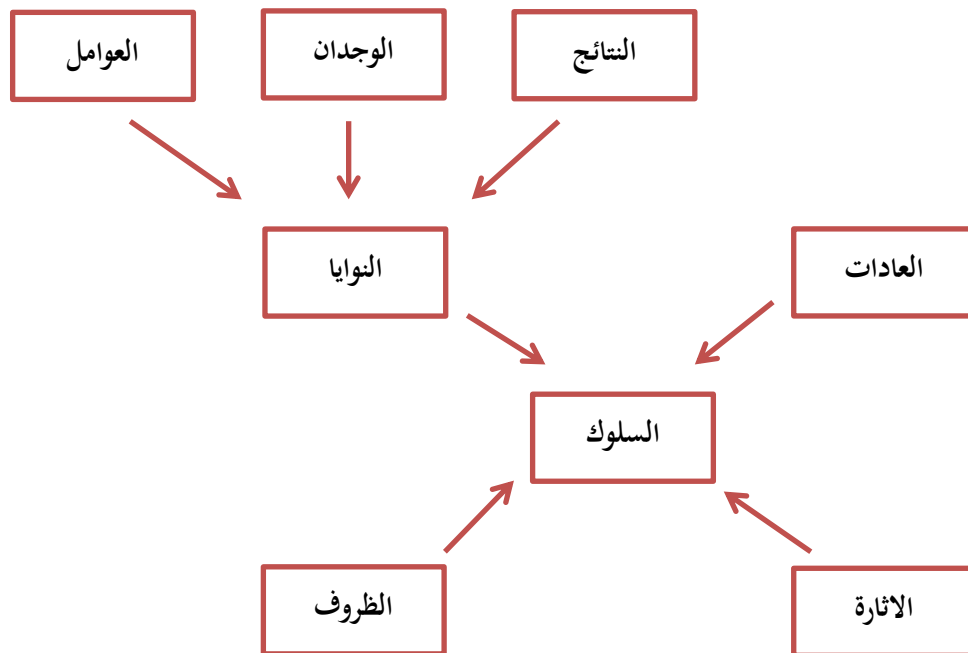 النتائج
الوجدان
العوامل
العادات
النوايا
السلوك
الاثارة
الظروف